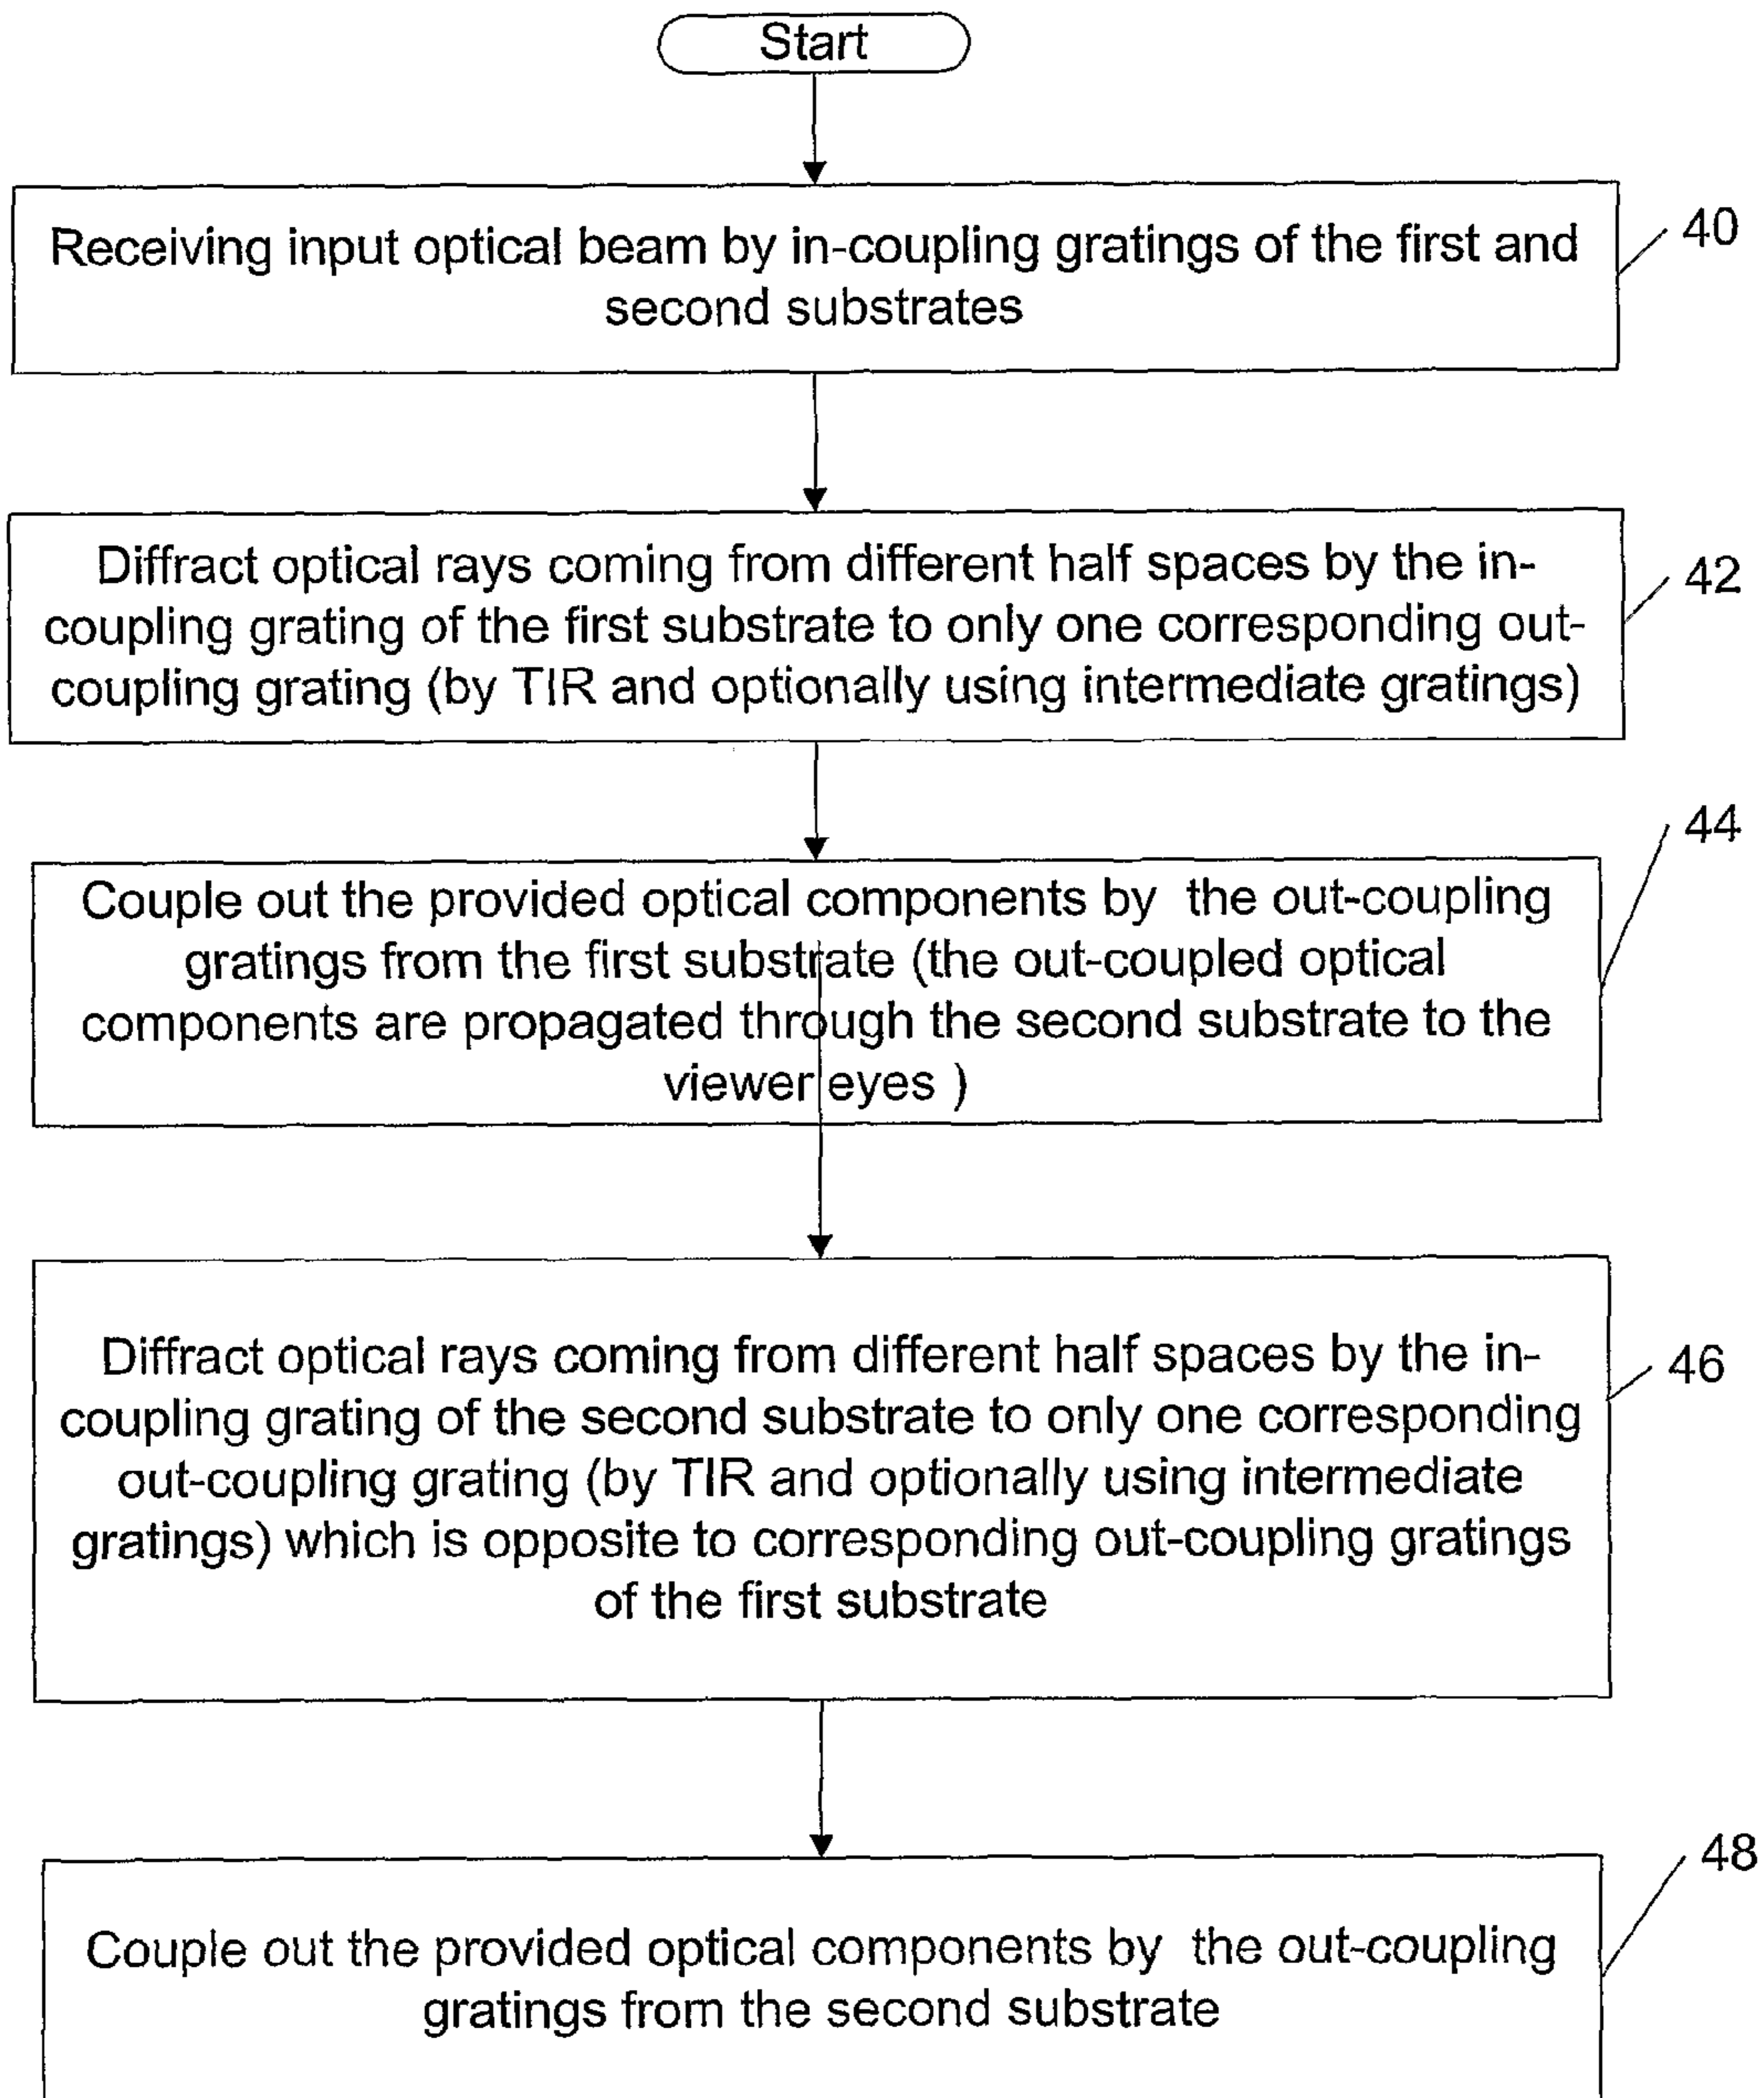 Start
Receiving input optical beam by in-coupling gratings of the first and
second substrates
40
Diffract optical rays coming from different half spaces by the in-
coupling grating of the first substrate to only one corresponding out-
coupling grating (by TIR and optionally using intermediate gratings)
42
Couple out the provided optical components by the out-coupling
gratings from the first substrate (the out-coupled optical
components are propagated through the second substrate to the
viewer eyes )
44
Diffract optical rays coming from different half spaces by the in-
coupling grating of the second substrate to only one corresponding
out-coupling grating (by TIR and optionally using intermediate
gratings) which is opposite to corresponding out-coupling gratings
of the first substrate
46
Couple out the provided optical components by the out-coupling
gratings from the second substrate
48